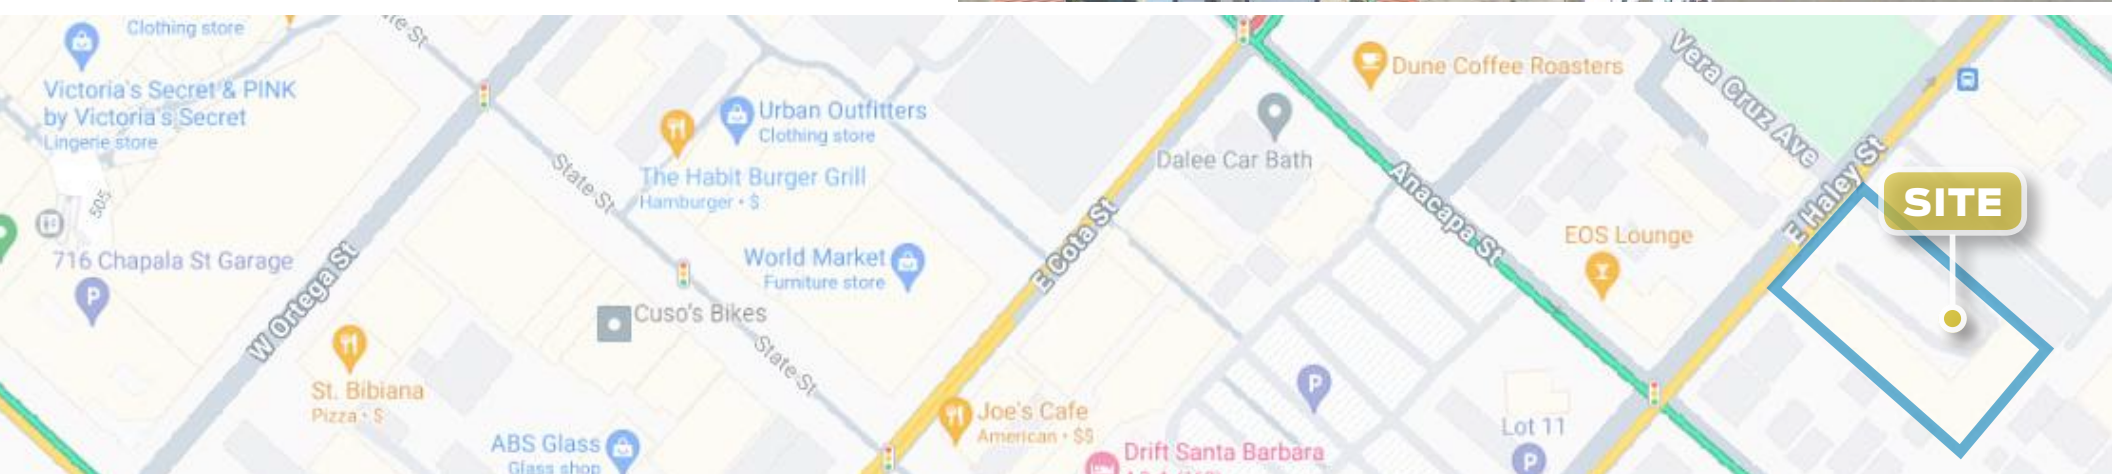 Clothing store
Victoria's Secret & PINK
by Victoria's Secret
Lingerie store
505
716 Chapala St Garage
P
W Ortega St
St. Bibiana
Pizza • $
State St
Urban Outfitters
Clothing store
The Habit Burger Grill
Hamburger • $
World Market
Furniture store
Cuso's Bikes
State St
ABS Glass
Glass shop
E Cota St
Joe's Cafe
American • $$
Drift Santa Barbara
Dalee Car Bath
Dune Coffee Roasters
Anacapa St
P
EOS Lounge
Lot 11
P
Vera Cruz Ave
E Haley St
SITE